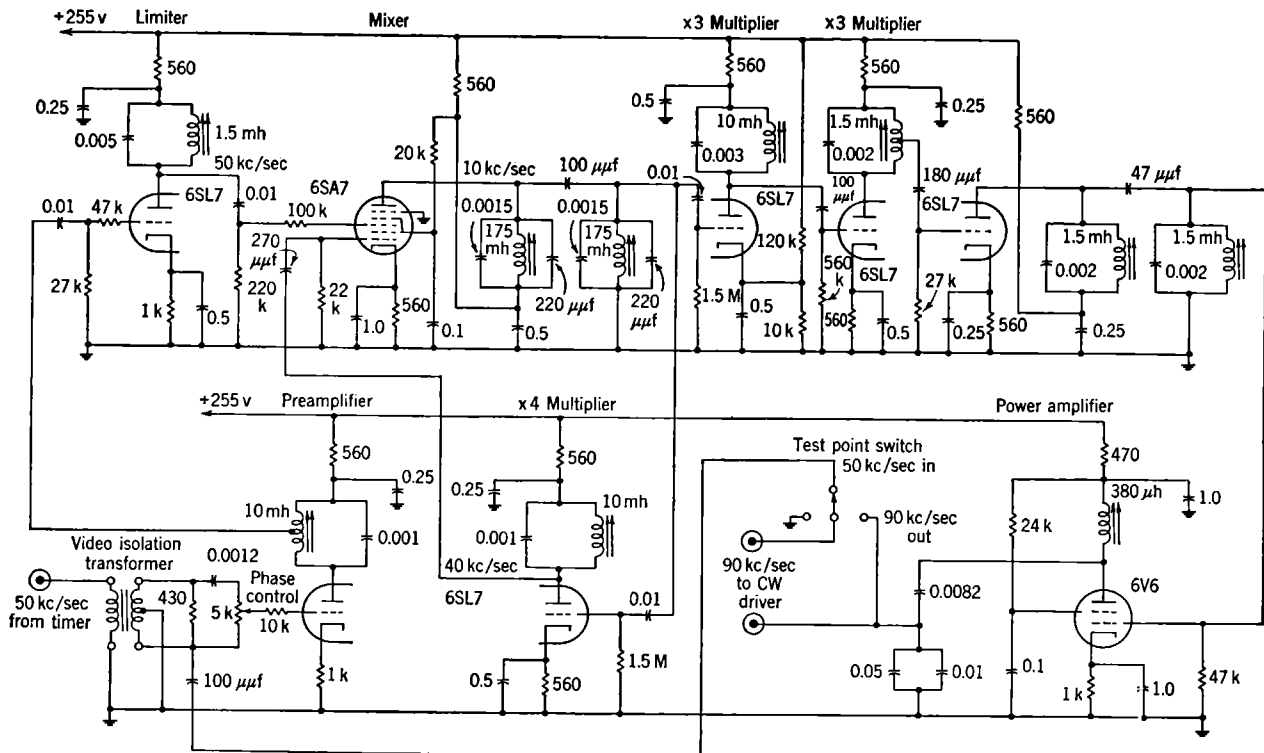 +255 v
Limiter
Mixer
x3 Multiplier
x3 Multiplier
560
560
560
560
560
0.25
0.005
1.5 mh
50 kc/sec
0.5
10 mh
0.003
0.25
1.5 mh
0.002
20 k
10 kc/sec
100 μμf
0.01
6SL7
100 μμf
180 μμf
6SL7
47 μμf
0.01
47 k
6SL7
0.01
100 k
6SA7
0.0015
175 mh
0.0015
175 mh
120 k
6SL7
1.5 mh
0.002
1.5 mh
0.002
270 μμf
220 k
27 k
1 k
0.5
22 k
1.0
560
0.1
220 μμf
0.5
220 μμf
1.5 M
0.5
10 k
560 k
560
0.5
27 k
0.25
560
0.25
+255 v
Preamplifier
x4 Multiplier
Power amplifier
560
0.25
10 mh
0.001
560
0.25
10 mh
0.001
40 kc/sec
6SL7
0.01
1.5 M
0.5
560
Test point switch
50 kc/sec in
90 kc/sec out
90 kc/sec to CW driver
470
380 μh
1.0
24 k
0.0082
6V6
0.05
0.01
0.1
1 k
1.0
47 k
Video isolation transformer
0.0012
Phase control
50 kc/sec from timer
430
5 k
10 k
1 k
100 μμf